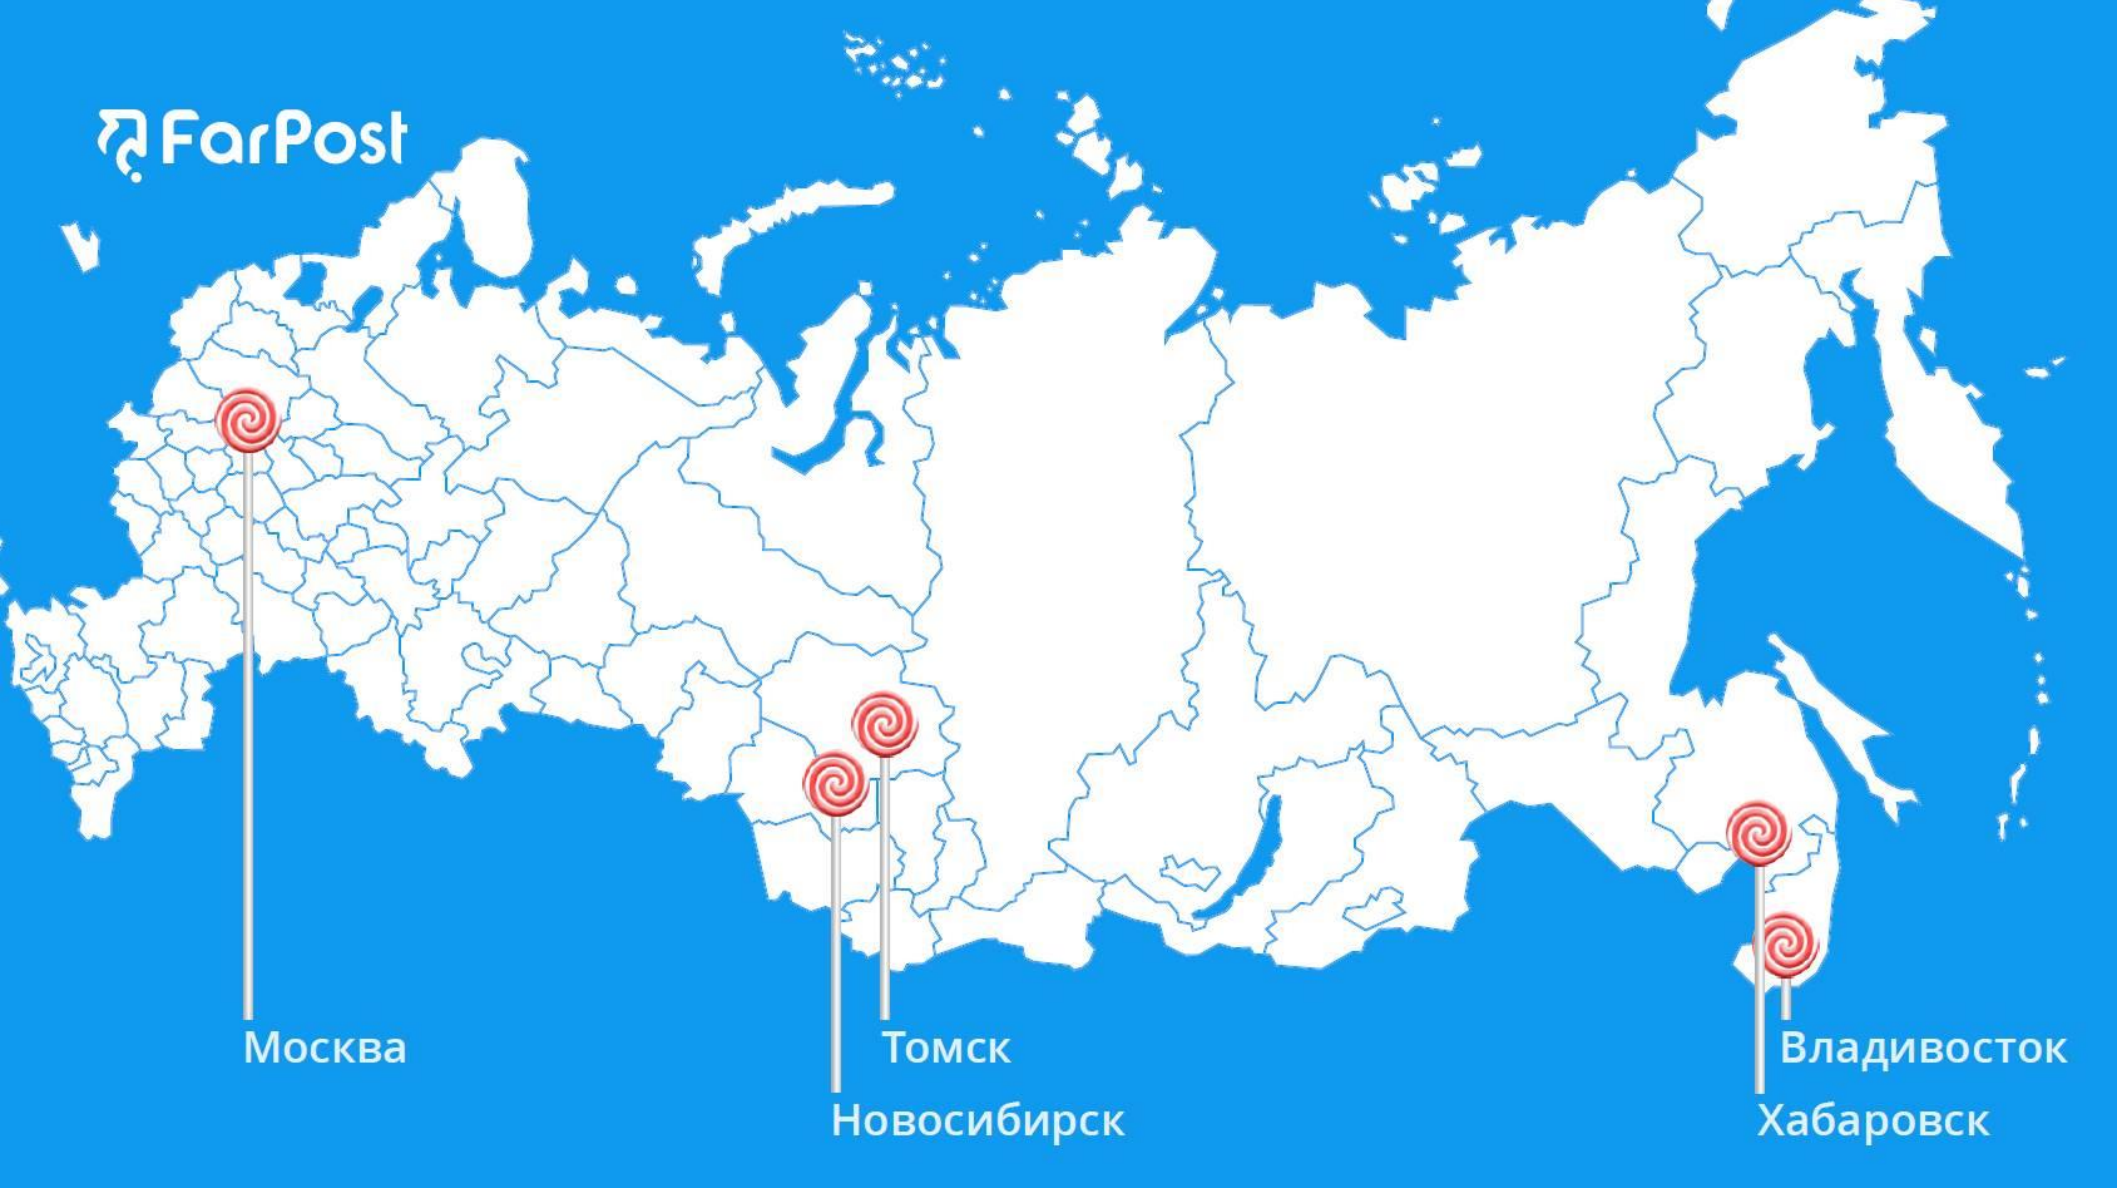 FarPost
Москва
Томск
Владивосток
Новосибирск
Хабаровск